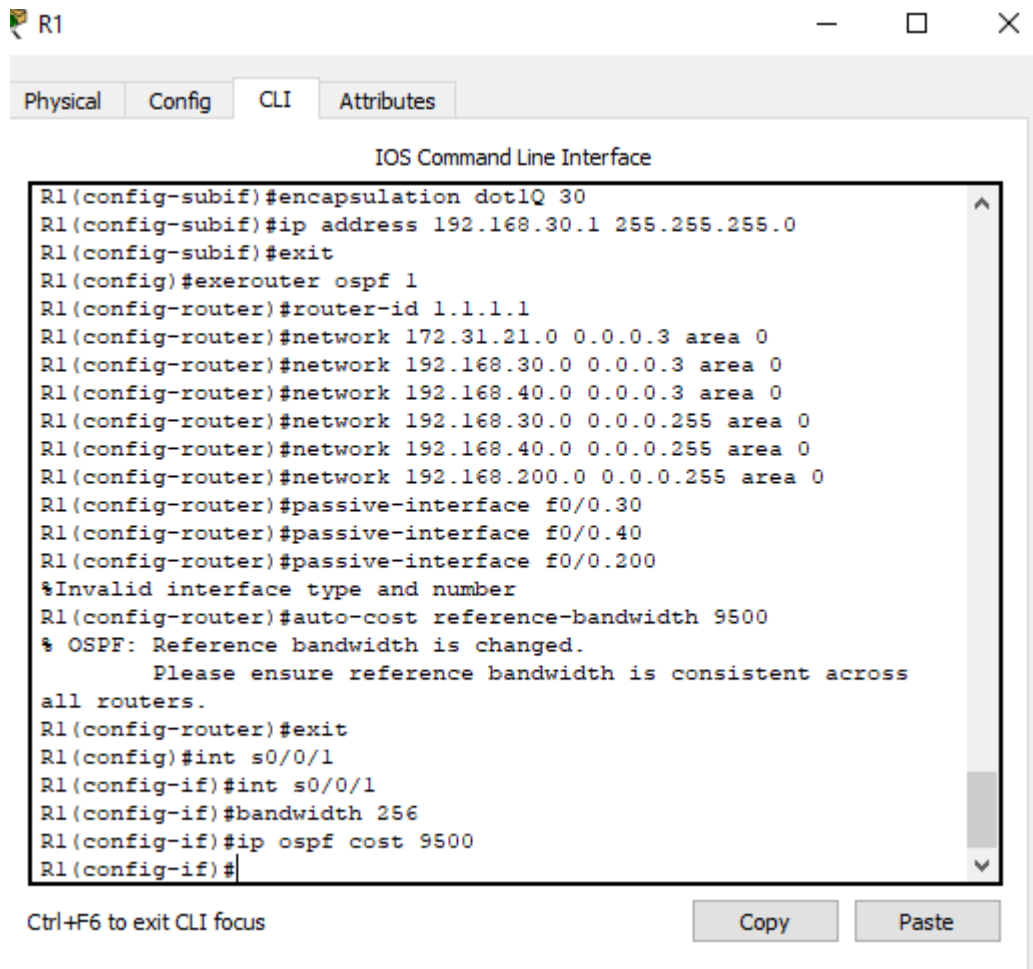 R1
Physical Config CLI Attributes
IOS Command Line Interface
R1(config-subif)#encapsulation dot1Q 30
R1(config-subif)#ip address 192.168.30.1 255.255.255.0
R1(config-subif)#exit
R1(config)#exerouter ospf 1
R1(config-router)#router-id 1.1.1.1
R1(config-router)#network 172.31.21.0 0.0.0.3 area 0
R1(config-router)#network 192.168.30.0 0.0.0.3 area 0
R1(config-router)#network 192.168.40.0 0.0.0.3 area 0
R1(config-router)#network 192.168.30.0 0.0.0.255 area 0
R1(config-router)#network 192.168.40.0 0.0.0.255 area 0
R1(config-router)#network 192.168.200.0 0.0.0.255 area 0
R1(config-router)#passive-interface f0/0.30
R1(config-router)#passive-interface f0/0.40
R1(config-router)#passive-interface f0/0.200
%Invalid interface type and number
R1(config-router)#auto-cost reference-bandwidth 9500
% OSPF: Reference bandwidth is changed.
Please ensure reference bandwidth is consistent across
all routers.
R1(config-router)#exit
R1(config)#int s0/0/1
R1(config-if)#int s0/0/1
R1(config-if)#bandwidth 256
R1(config-if)#ip ospf cost 9500
R1(config-if)#
Ctrl+F6 to exit CLI focus Copy Paste